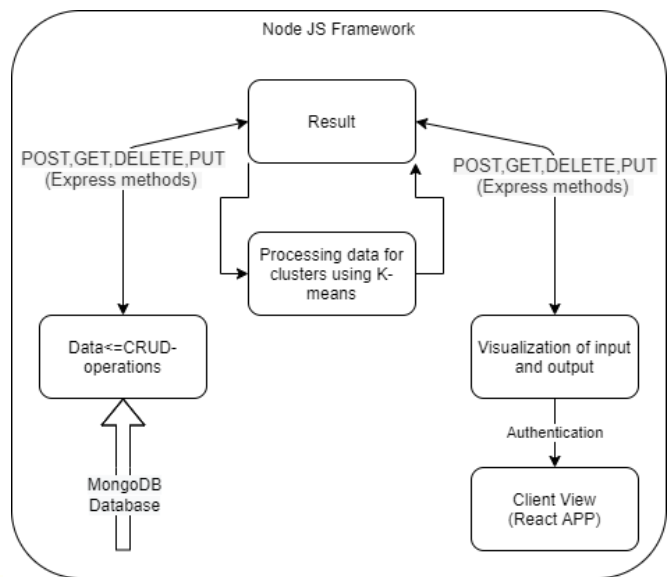 Node JS Framework
Result
POST,GET,DELETE,PUT
(Express methods)
POST,GET,DELETE,PUT
(Express methods)
Processing data for
clusters using K-
means
Data<=CRUD-
operations
Visualization of input
and output
Authentication
MongoDB
Database
Client View
(React APP)